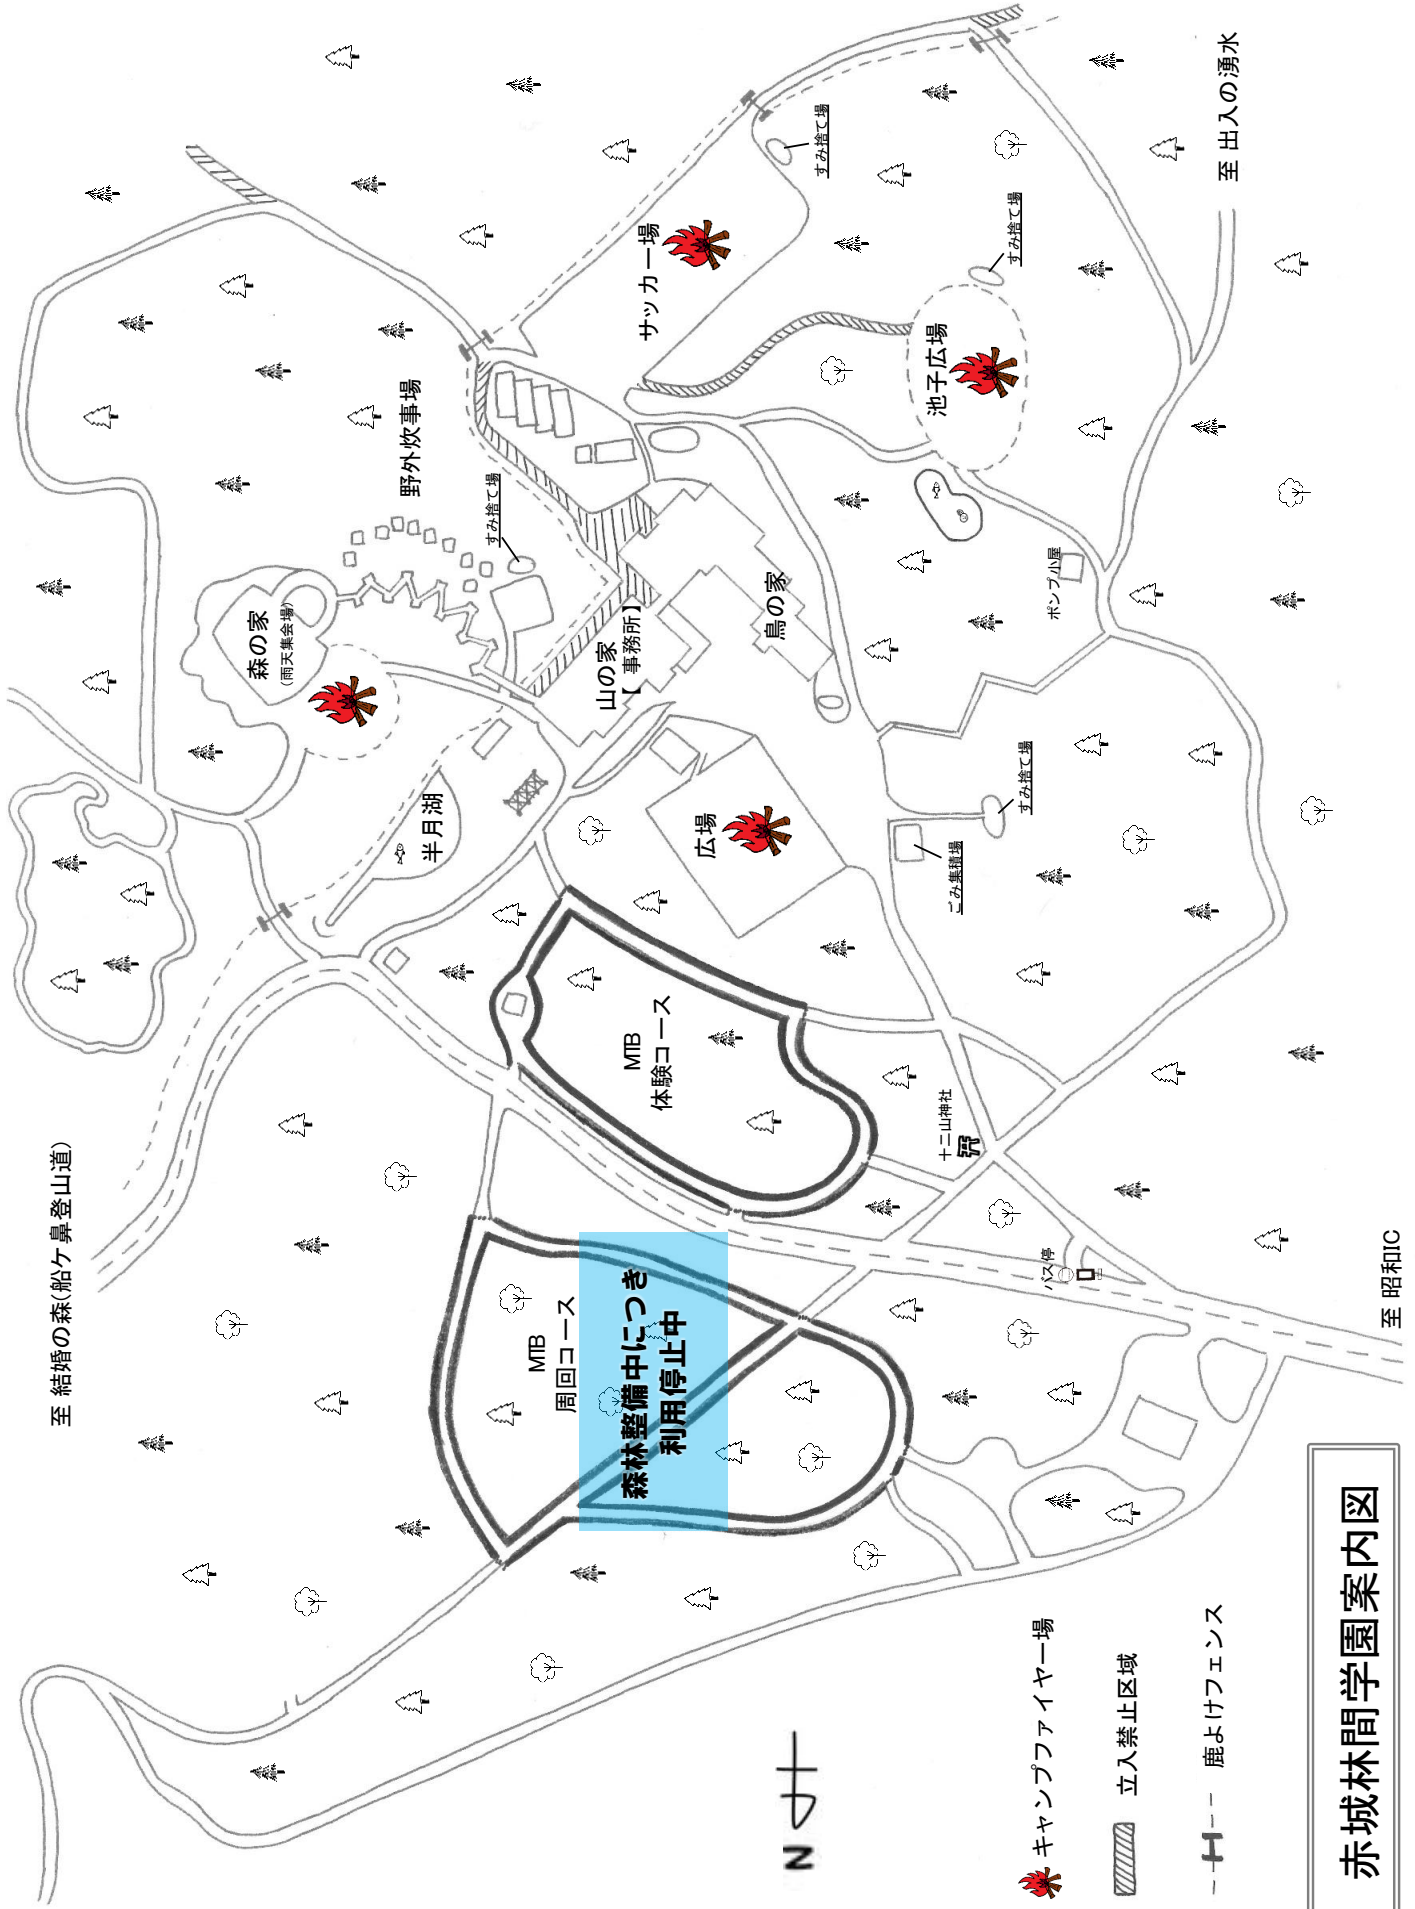 至 結婚の森(船ケ鼻登山道)
森の家
(雨天集会場)
半月湖
野外炊事場
すみ捨て場
山の家
【 事務所】
サッカー場
すみ捨て場
鳥の家
広場
池子広場
すみ捨て場
ポンプ小屋
すみ捨て場
ごみ集積場
至 出入の湧水
MTB
体験コース
十二山神社
MTB
周回コース
森林整備中につき
利用停止中
バス停
至 昭和IC
N
キャンプファイヤー場
立入禁止区域
鹿よけフェンス
赤城林間学園案内図